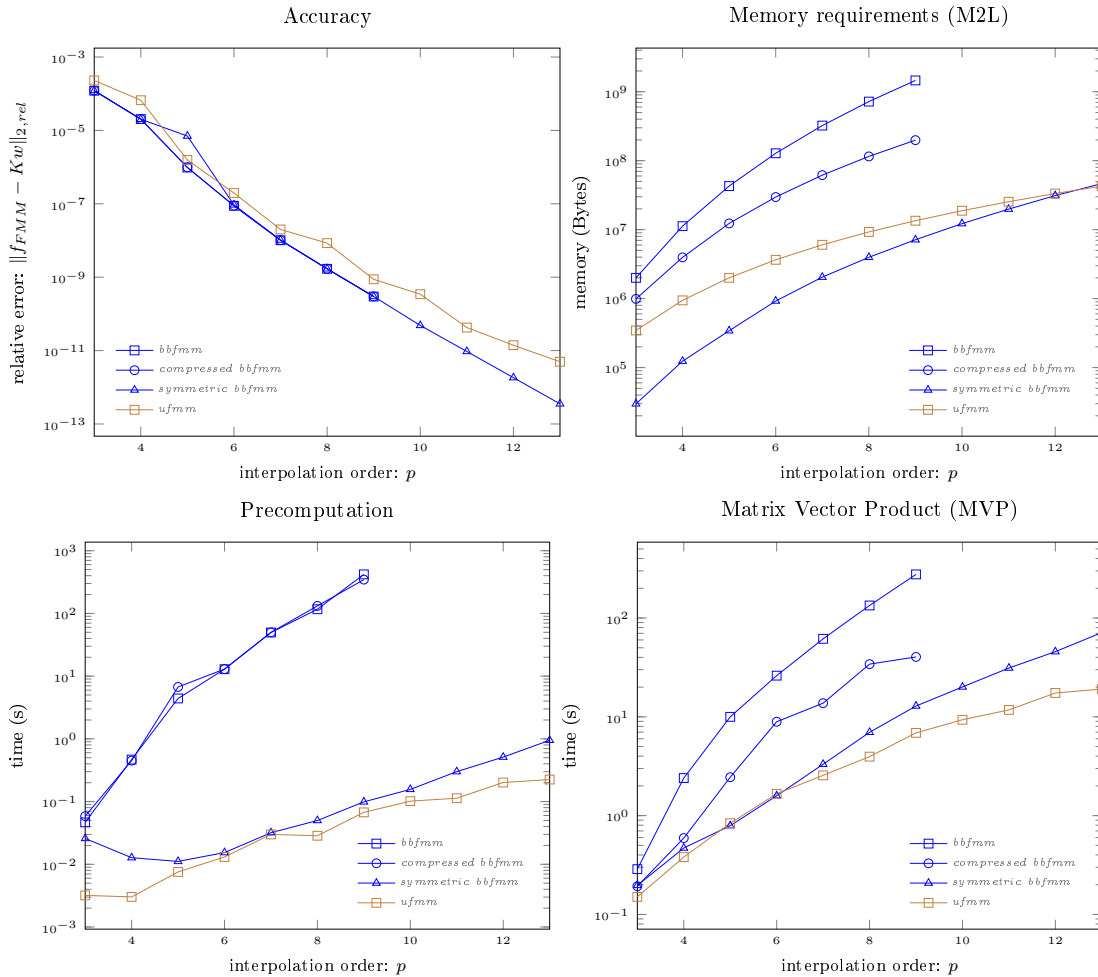 Accuracy
relative error: ‖f_{FMM} − Kw‖_{2,rel}
10^{−3}
10^{−5}
10^{−7}
10^{−9}
10^{−11}
10^{−13}
bbfmm
compressed bbfmm
symmetric bbfmm
ufmm
4 6 8 10 12
interpolation order: p
Memory requirements (M2L)
memory (Bytes)
10^9
10^8
10^7
10^6
10^5
bbfmm
compressed bbfmm
symmetric bbfmm
ufmm
4 6 8 10 12
interpolation order: p
Precomputation
time (s)
10^3
10^2
10^1
10^0
10^{−1}
10^{−2}
10^{−3}
bbfmm
compressed bbfmm
symmetric bbfmm
ufmm
4 6 8 10 12
interpolation order: p
Matrix Vector Product (MVP)
time (s)
10^2
10^1
10^0
10^{−1}
bbfmm
compressed bbfmm
symmetric bbfmm
ufmm
4 6 8 10 12
interpolation order: p